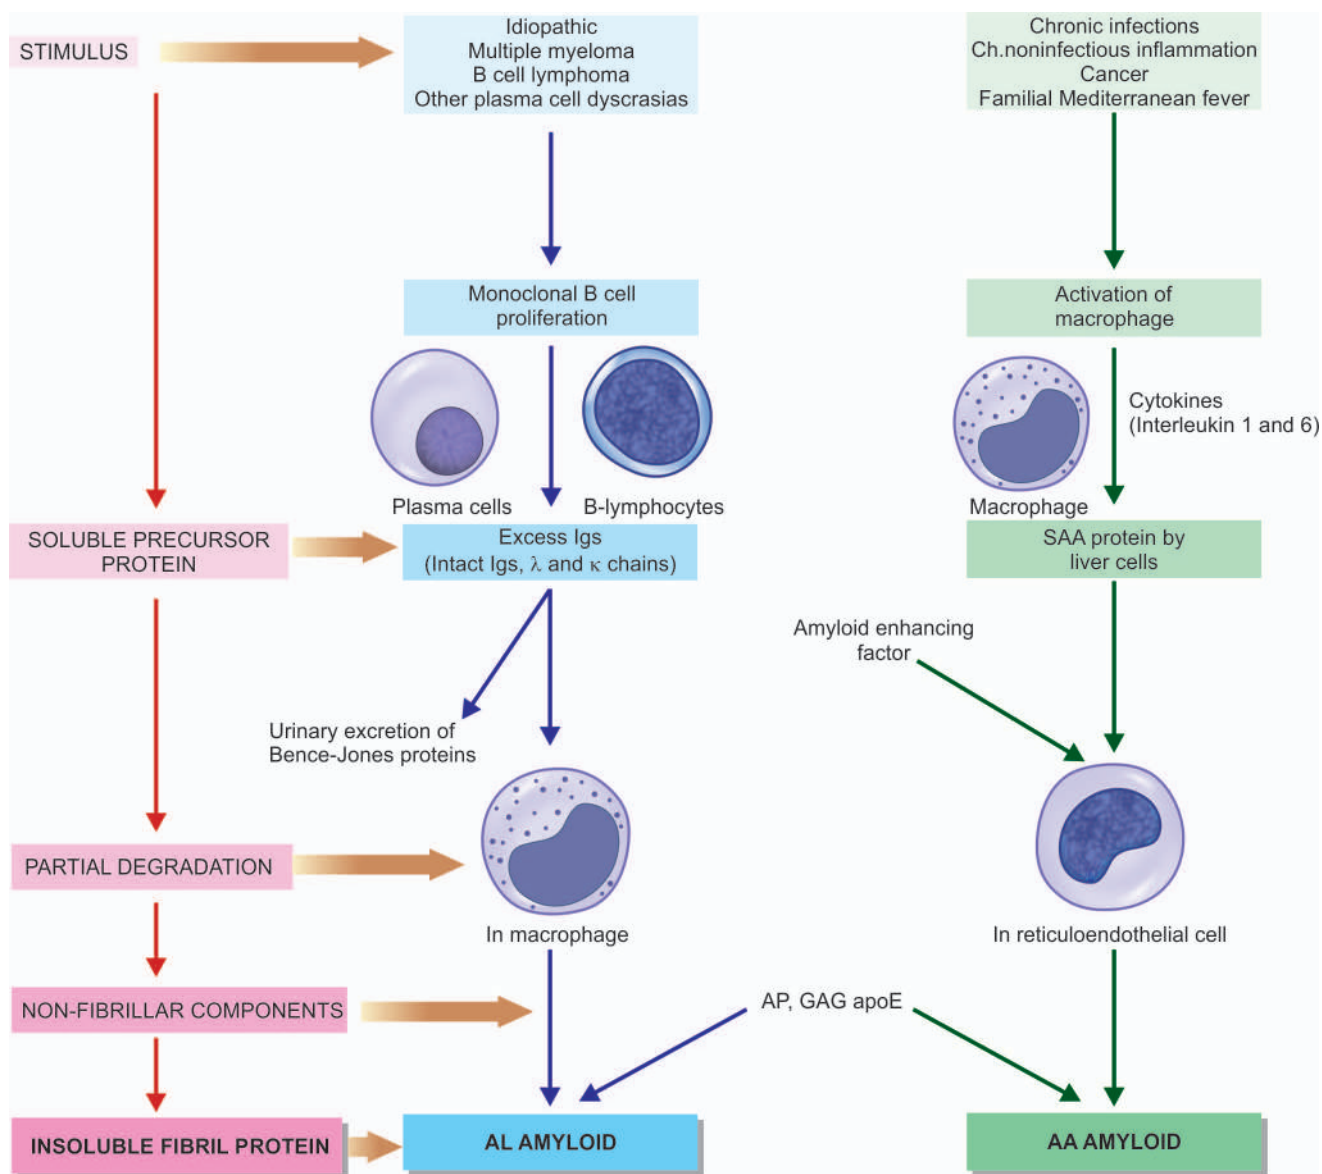 STIMULUS
Idiopathic
Multiple myeloma
B cell lymphoma
Other plasma cell dyscrasias
Chronic infections
Ch.noninfectious inflammation
Cancer
Familial Mediterranean fever
Monoclonal B cell
proliferation
Activation of
macrophage
Cytokines
(Interleukin 1 and 6)
Plasma cells
B-lymphocytes
Macrophage
SOLUBLE PRECURSOR
PROTEIN
Excess Igs
(Intact Igs, λ and κ chains)
SAA protein by
liver cells
Amyloid enhancing
factor
Urinary excretion of
Bence-Jones proteins
PARTIAL DEGRADATION
In macrophage
In reticuloendothelial cell
NON-FIBRILLAR COMPONENTS
AP, GAG apoE
INSOLUBLE FIBRIL PROTEIN
AL AMYLOID
AA AMYLOID